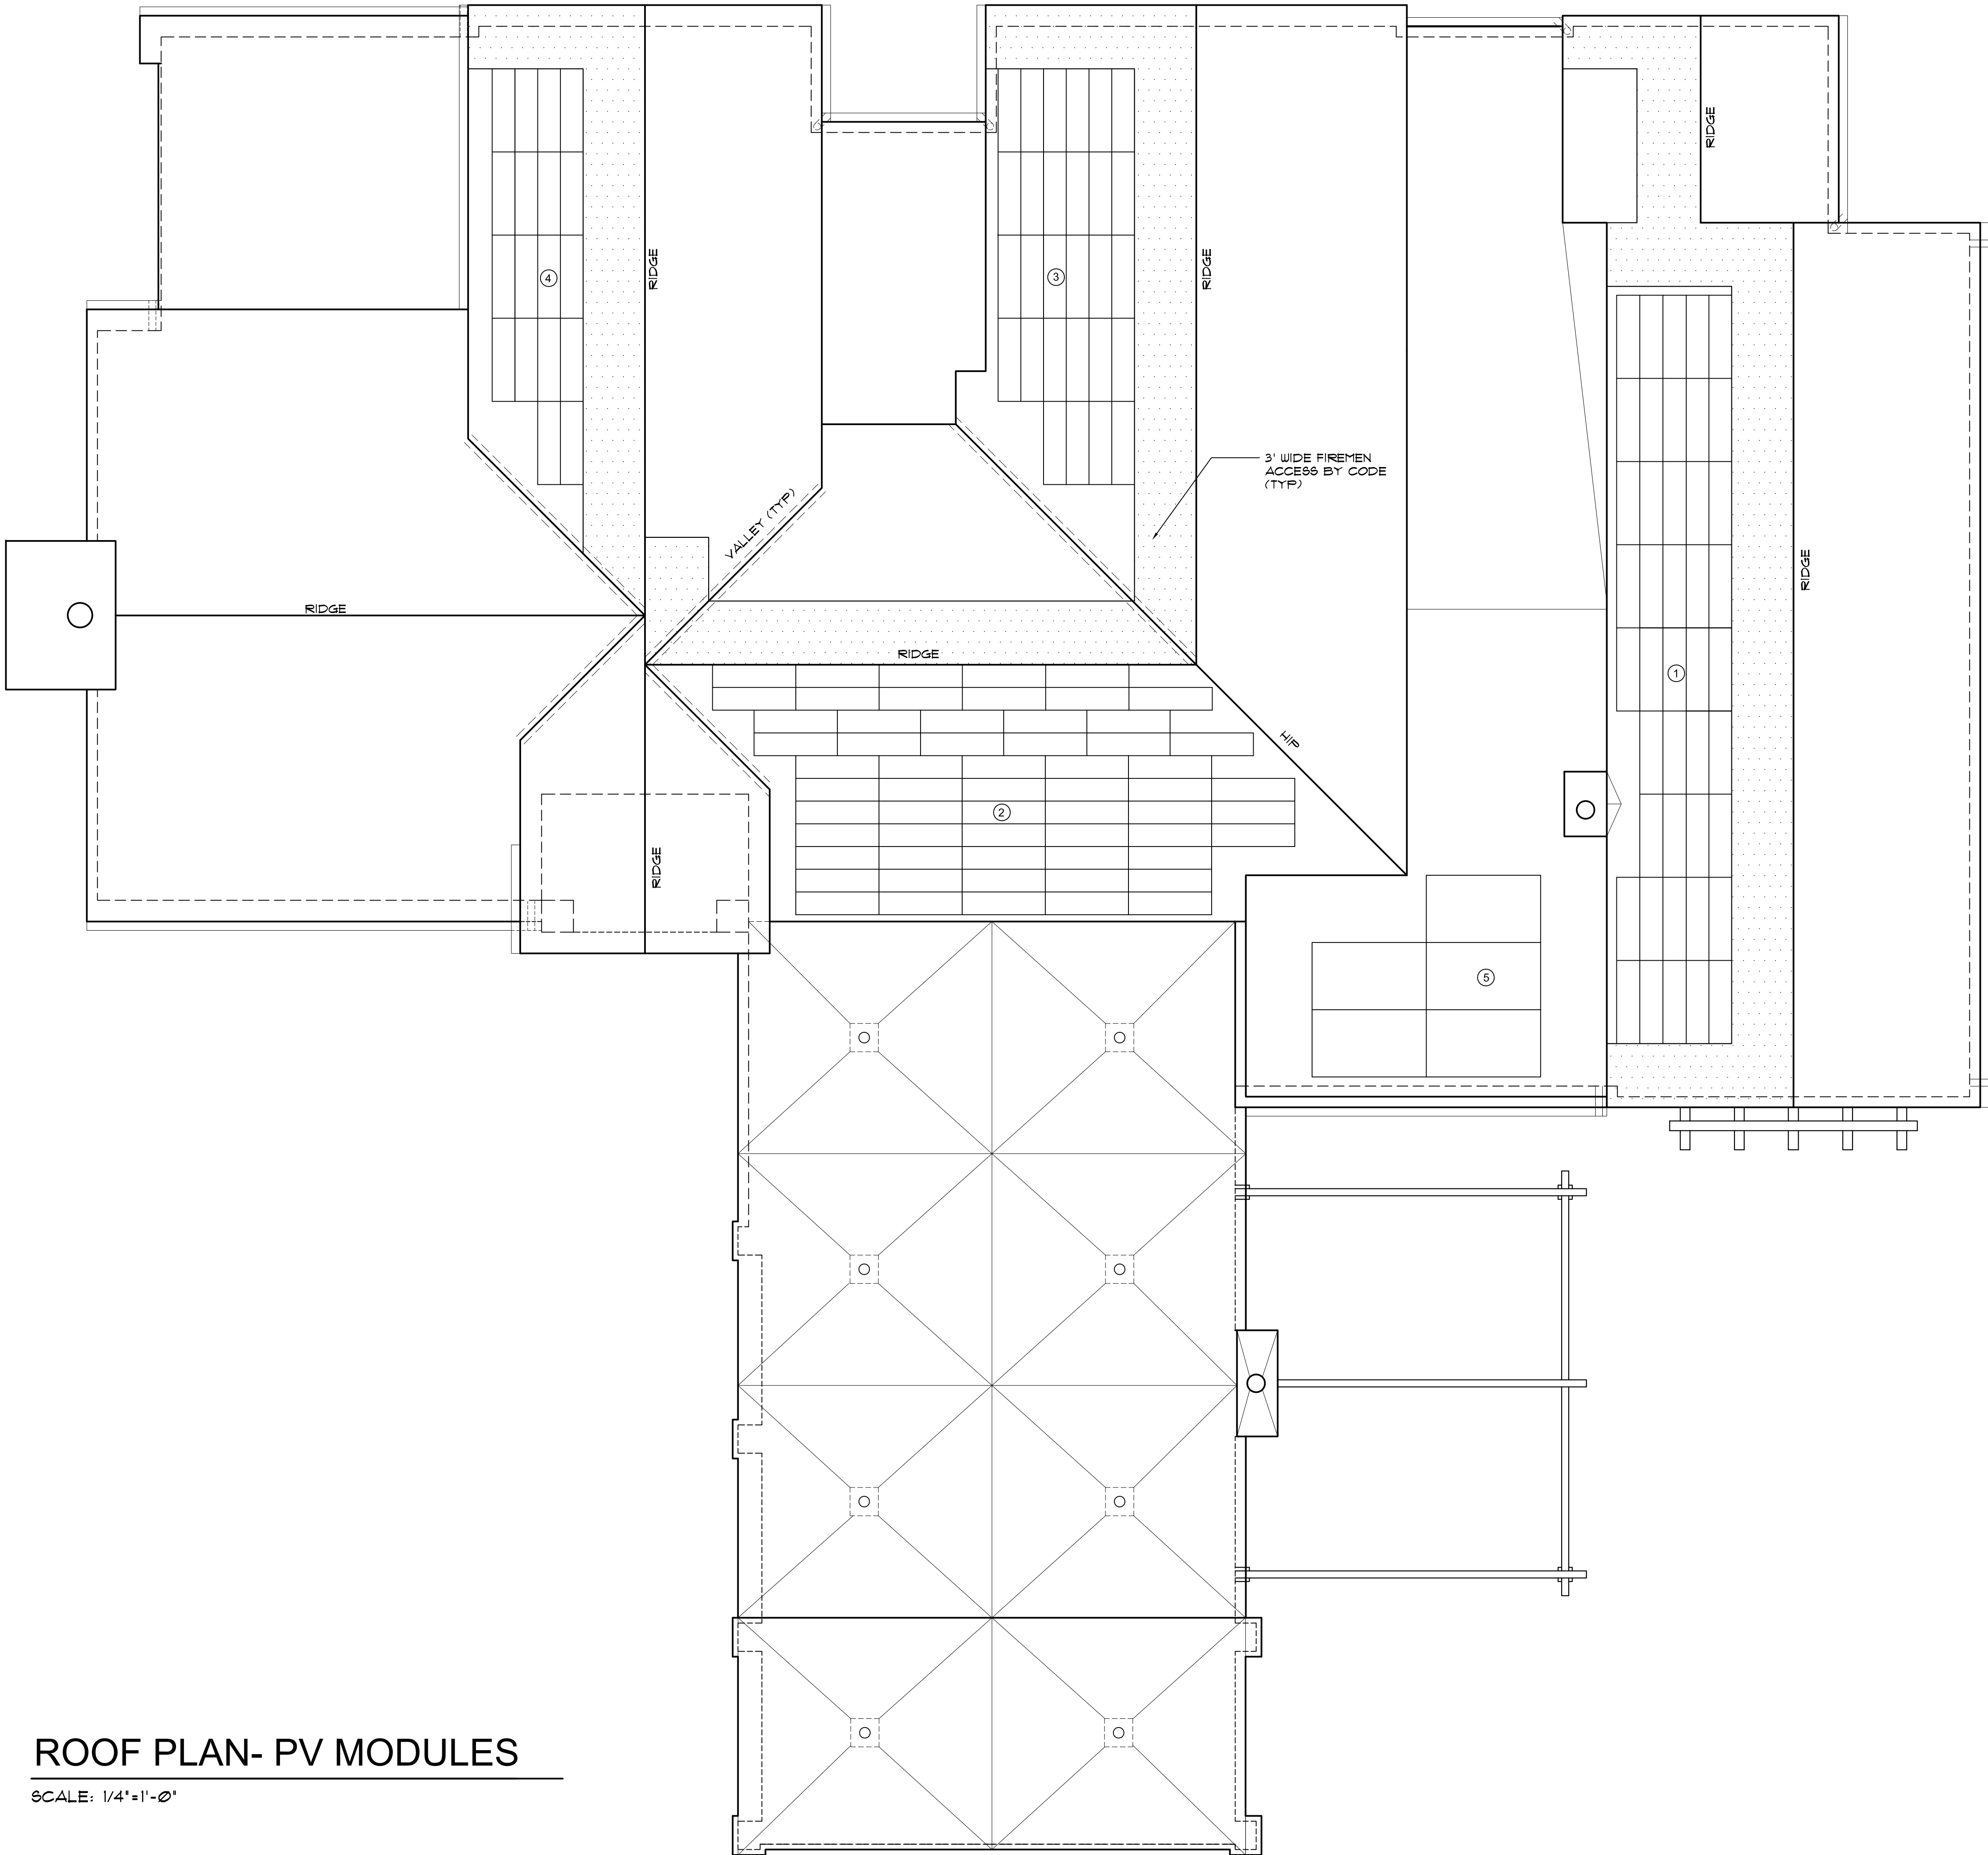 RIDGE
4
RIDGE
3
RIDGE
3' WIDE FIREMEN
ACCESS BY CODE
(TYP)
VALLEY (TYP)
RIDGE
RIDGE
RIDGE
RIDGE
1
HIP
2
RIDGE
5
ROOF PLAN- PV MODULES
SCALE: 1/4"=1'-0"